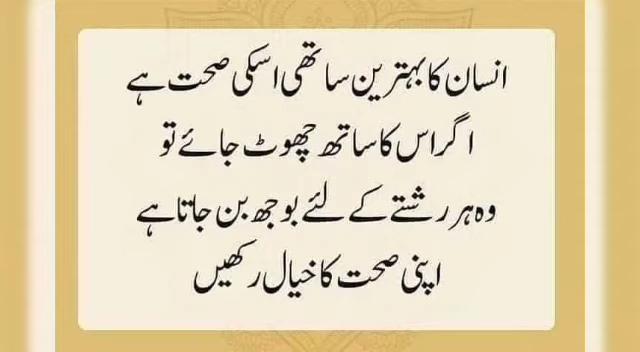 انسان کا بہترین ساتھی اسکی صحت ہے
اگر اس کا ساتھ چھوٹ جائے تو
وہ ہر رشتے کے لئے بوجھ بن جاتا ہے
اپنی صحت کا خیال رکھیں